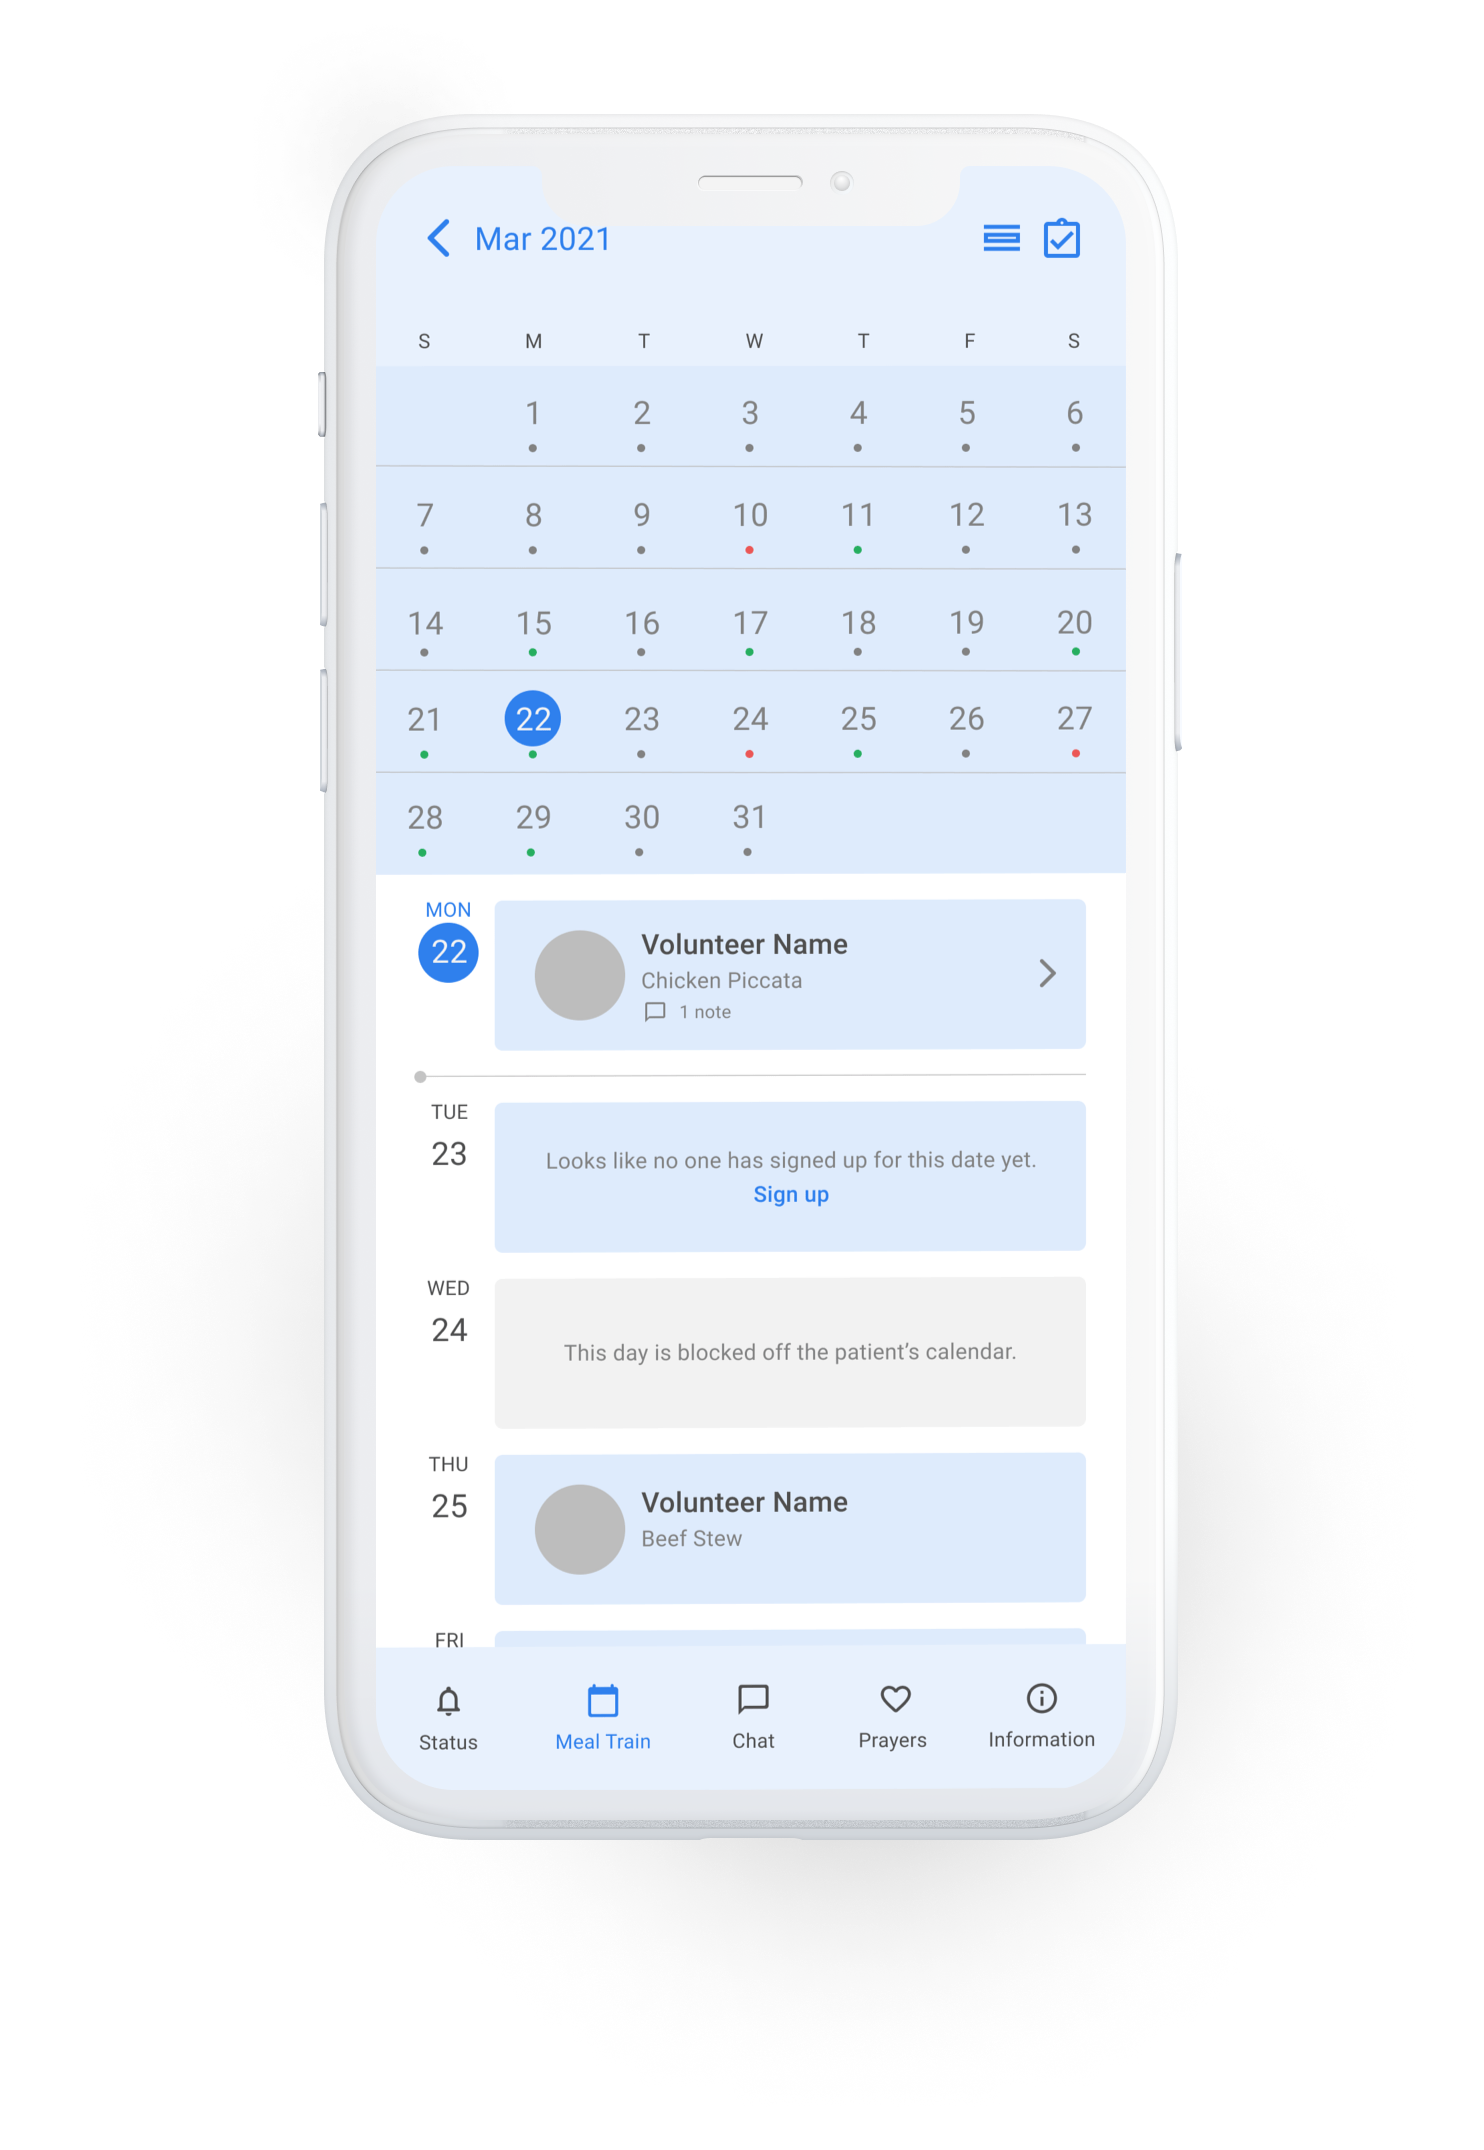 Mar 2021
S M T W T F S
1 2 3 4 5 6
7 8 9 10 11 12 13
14 15 16 17 18 19 20
21 22 23 24 25 26 27
28 29 30 31
MON
22
Volunteer Name
Chicken Piccata
1 note
TUE
23
Looks like no one has signed up for this date yet.
Sign up
WED
24
This day is blocked off the patient’s calendar.
THU
25
Volunteer Name
Beef Stew
FRI
Status Meal Train Chat Prayers Information